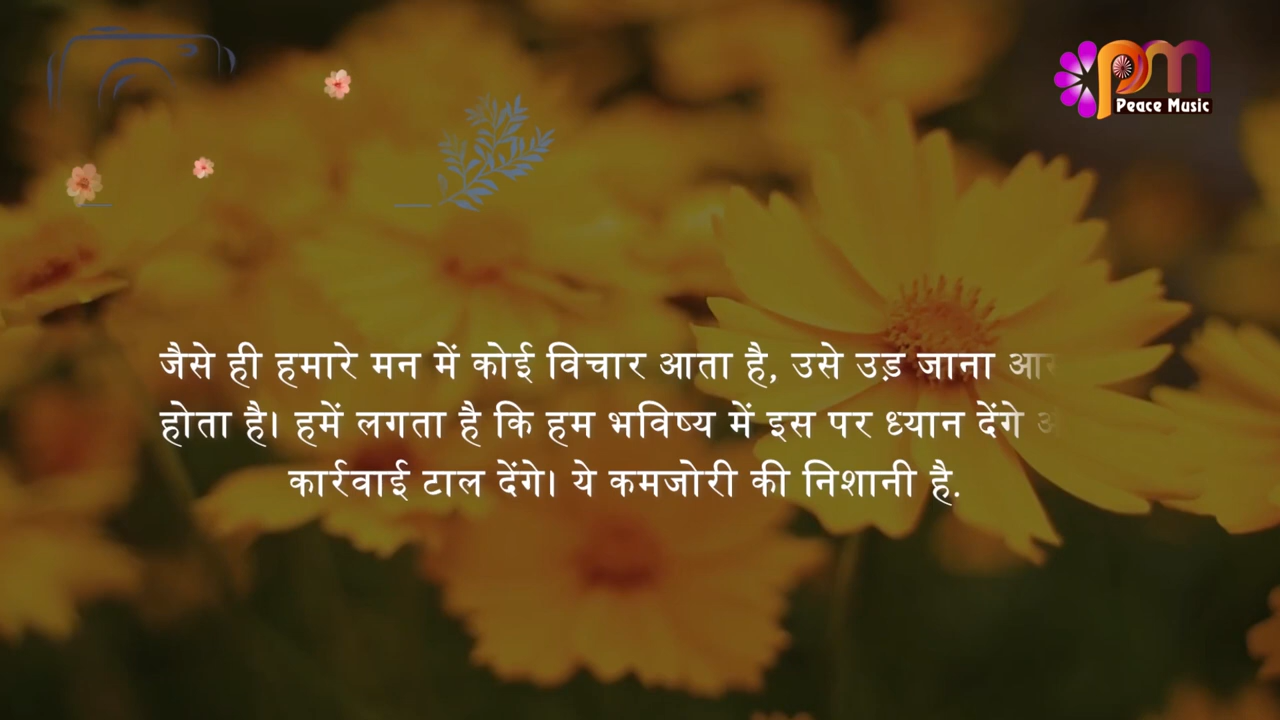 Peace Music
जैसे ही हमारे मन में कोई विचार आता है, उसे उड़ जाना
होता है। हमें लगता है कि हम भविष्य में इस पर ध्यान देंगे
कार्रवाई टाल देंगे। ये कमजोरी की निशानी है.